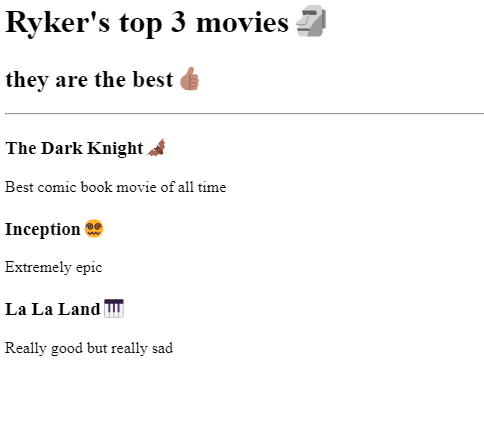 Ryker's top 3 movies 🗿
they are the best 👍🏽
The Dark Knight 🦇
Best comic book movie of all time
Inception 😵‍💫
Extremely epic
La La Land 🎹
Really good but really sad